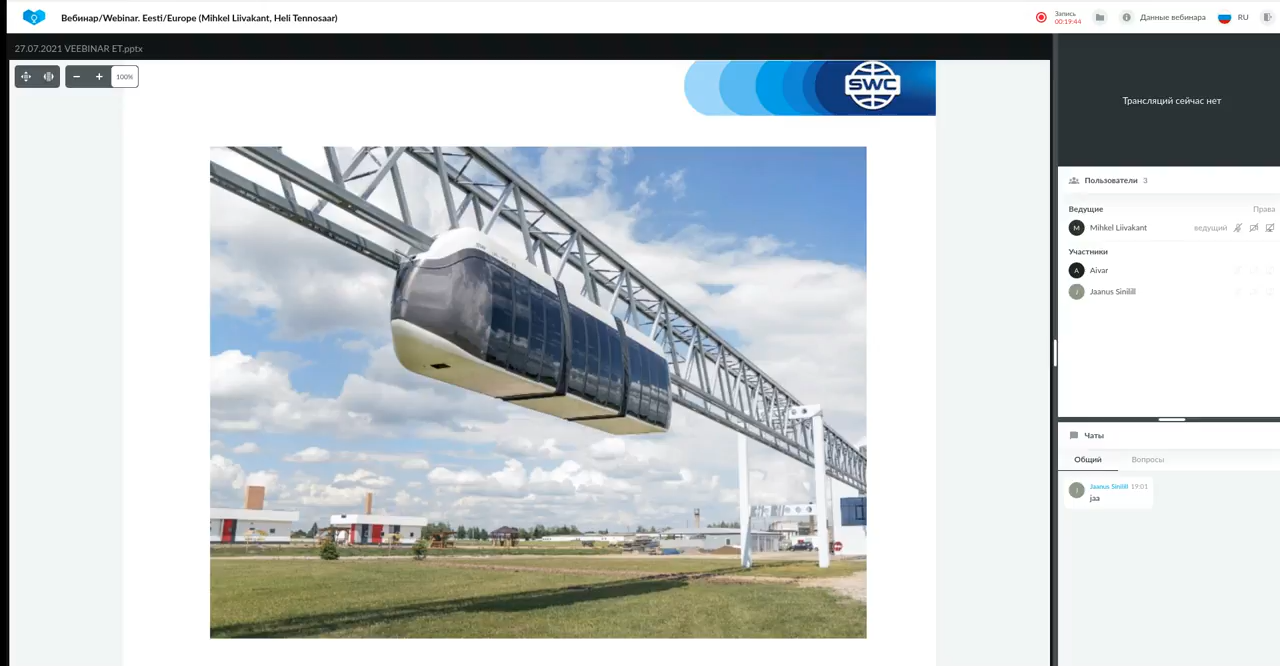 Вебинар/Webinar. Eesti/Europe (Mihkel Liivakant, Heli Tennosaar)
Запись
00:19:44
Данные вебинара
RU
27.07.2021 VEEBINAR ET.pptx
100%
SWC
Трансляций сейчас нет
Пользователи 3
Ведущие
Права
M
Mihkel Liivakant
ведущий
Участники
A
Aivar
J
Jaanus Sinilill
Чаты
Общий
Вопросы
J
Jaanus Sinilill 19:01
jaa